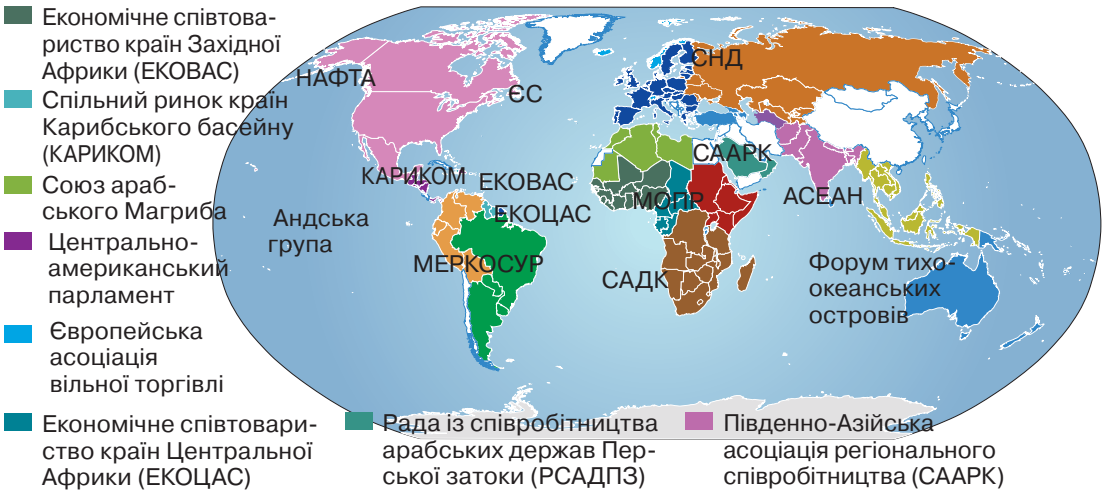 Економічне співтова-
риство країн Західної
Африки (ЕКОВАС)
Спільний ринок країн
Карибського басейну
(КАРИКОМ)
Союз араб-
ського Магриба
Центрально-
американський
парламент
Європейська
асоціація
вільної торгівлі
Економічне співтовари-
ство країн Центральної
Африки (ЕКОЦАС)
Рада із співробітництва
арабських держав Пер-
ської затоки (РСАДПЗ)
Південно-Азійська
асоціація регіонального
співробітництва (СААРК)
НАФТА
ЄС
СНД
КАРИКОМ
ЕКОВАС
ЕКОЦАС
СААРК
МОПР
АСЕАН
Андська
група
МЕРКОСУР
САДК
Форум тихо-
океанських
островів